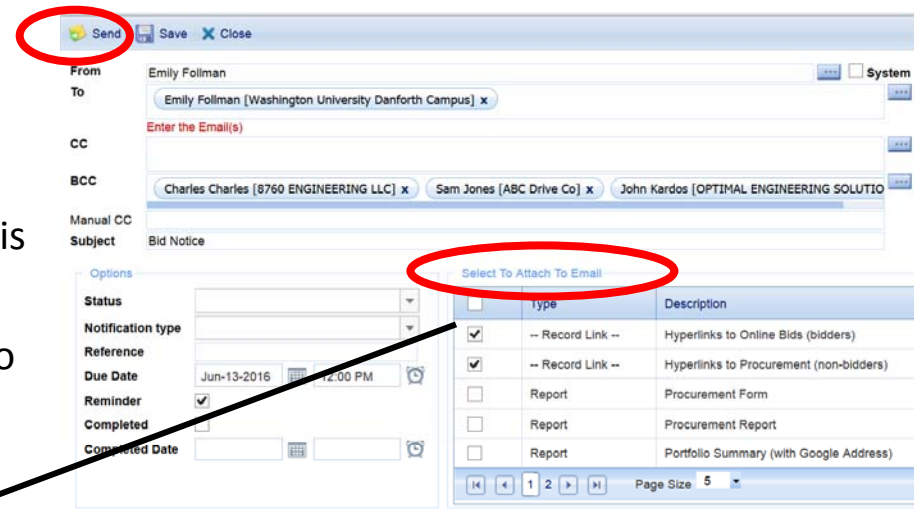 Send Save X Close
From Emily Follman ... System
To Emily Follman [Washington University Danforth Campus] x ...
Enter the Email(s)
CC ...
BCC Charles Charles [8760 ENGINEERING LLC] x Sam Jones [ABC Drive Co] x John Kardos [OPTIMAL ENGINEERING SOLUTIO ...
is
Manual CC
Subject Bid Notice
Options
Select To Attach To Email
Status
Type Description
Notification type
-- Record Link -- Hyperlinks to Online Bids (bidders)
Reference
o
-- Record Link -- Hyperlinks to Procurement (non-bidders)
Due Date Jun-13-2016 12:00 PM
Reminder
Report Procurement Form
Completed
Report Procurement Report
Completed Date
Report Portfolio Summary (with Google Address)
1 2 Page Size 5